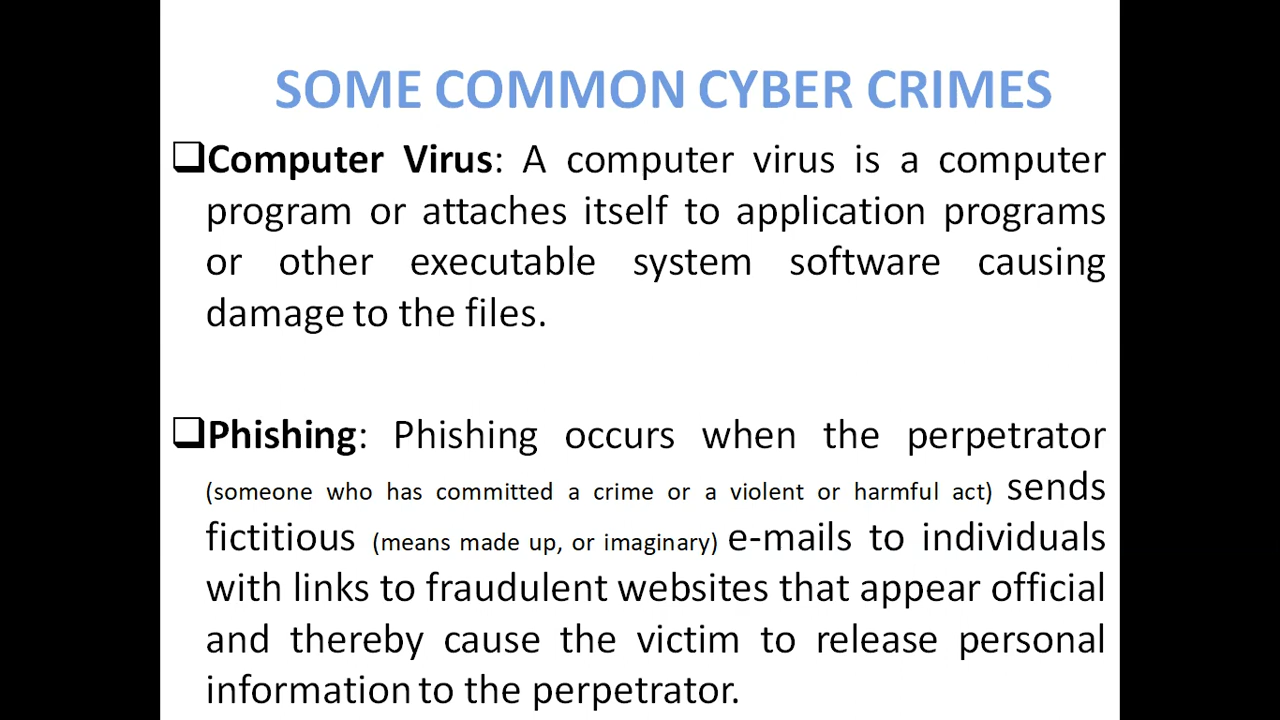 SOME COMMON CYBER CRIMES
❑Computer Virus: A computer virus is a computer
program or attaches itself to application programs
or other executable system software causing
damage to the files.
❑Phishing: Phishing occurs when the perpetrator
(someone who has committed a crime or a violent or harmful act) sends
fictitious (means made up, or imaginary) e-mails to individuals
with links to fraudulent websites that appear official
and thereby cause the victim to release personal
information to the perpetrator.